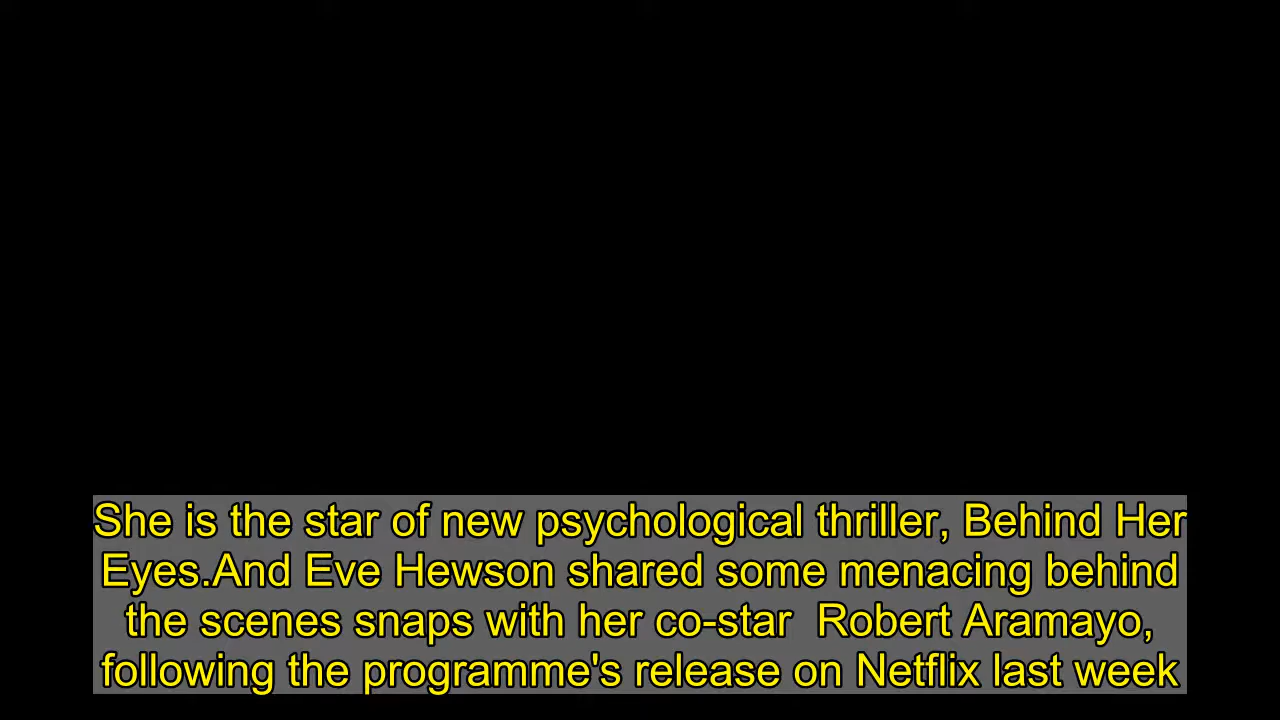 She is the star of new psychological thriller, Behind Her
Eyes.And Eve Hewson shared some menacing behind
the scenes snaps with her co-star  Robert Aramayo,
following the programme's release on Netflix last week